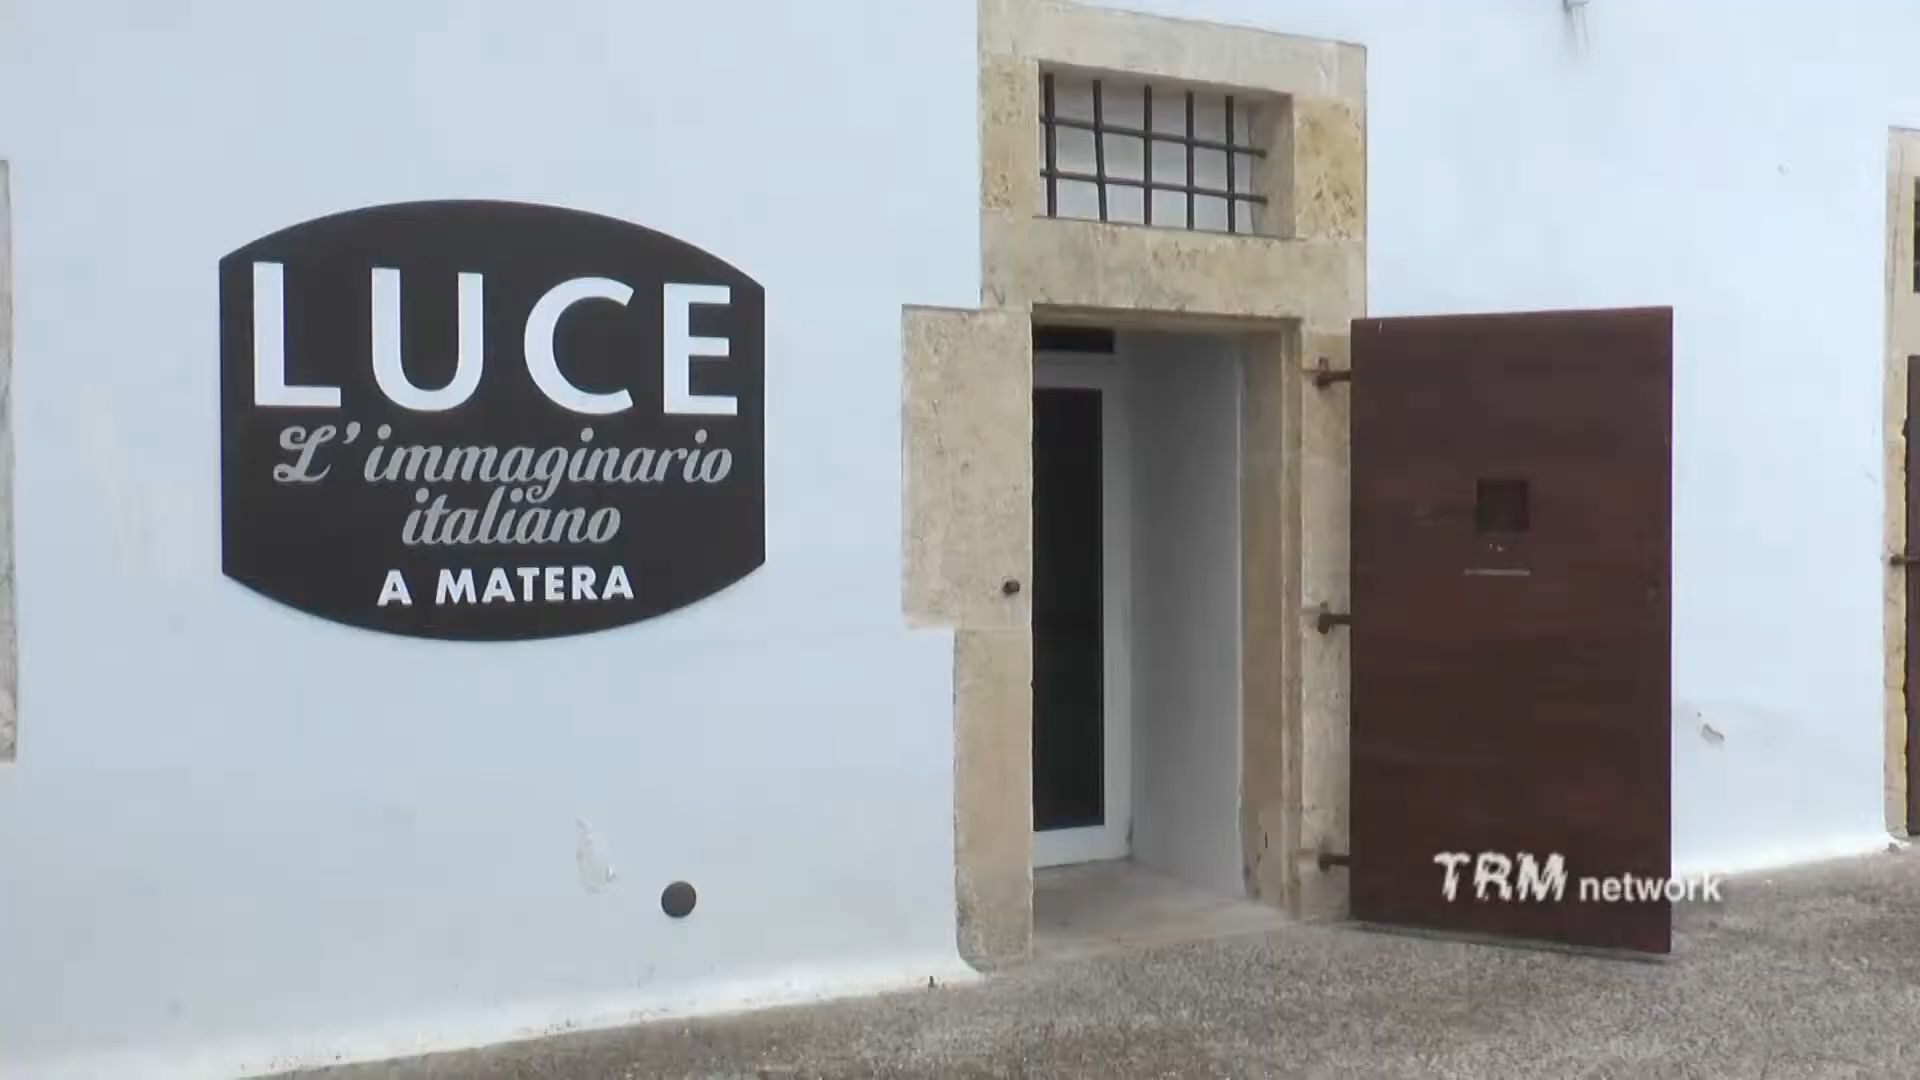 LUCE
L'immaginario
italiano
A MATERA
TRM network